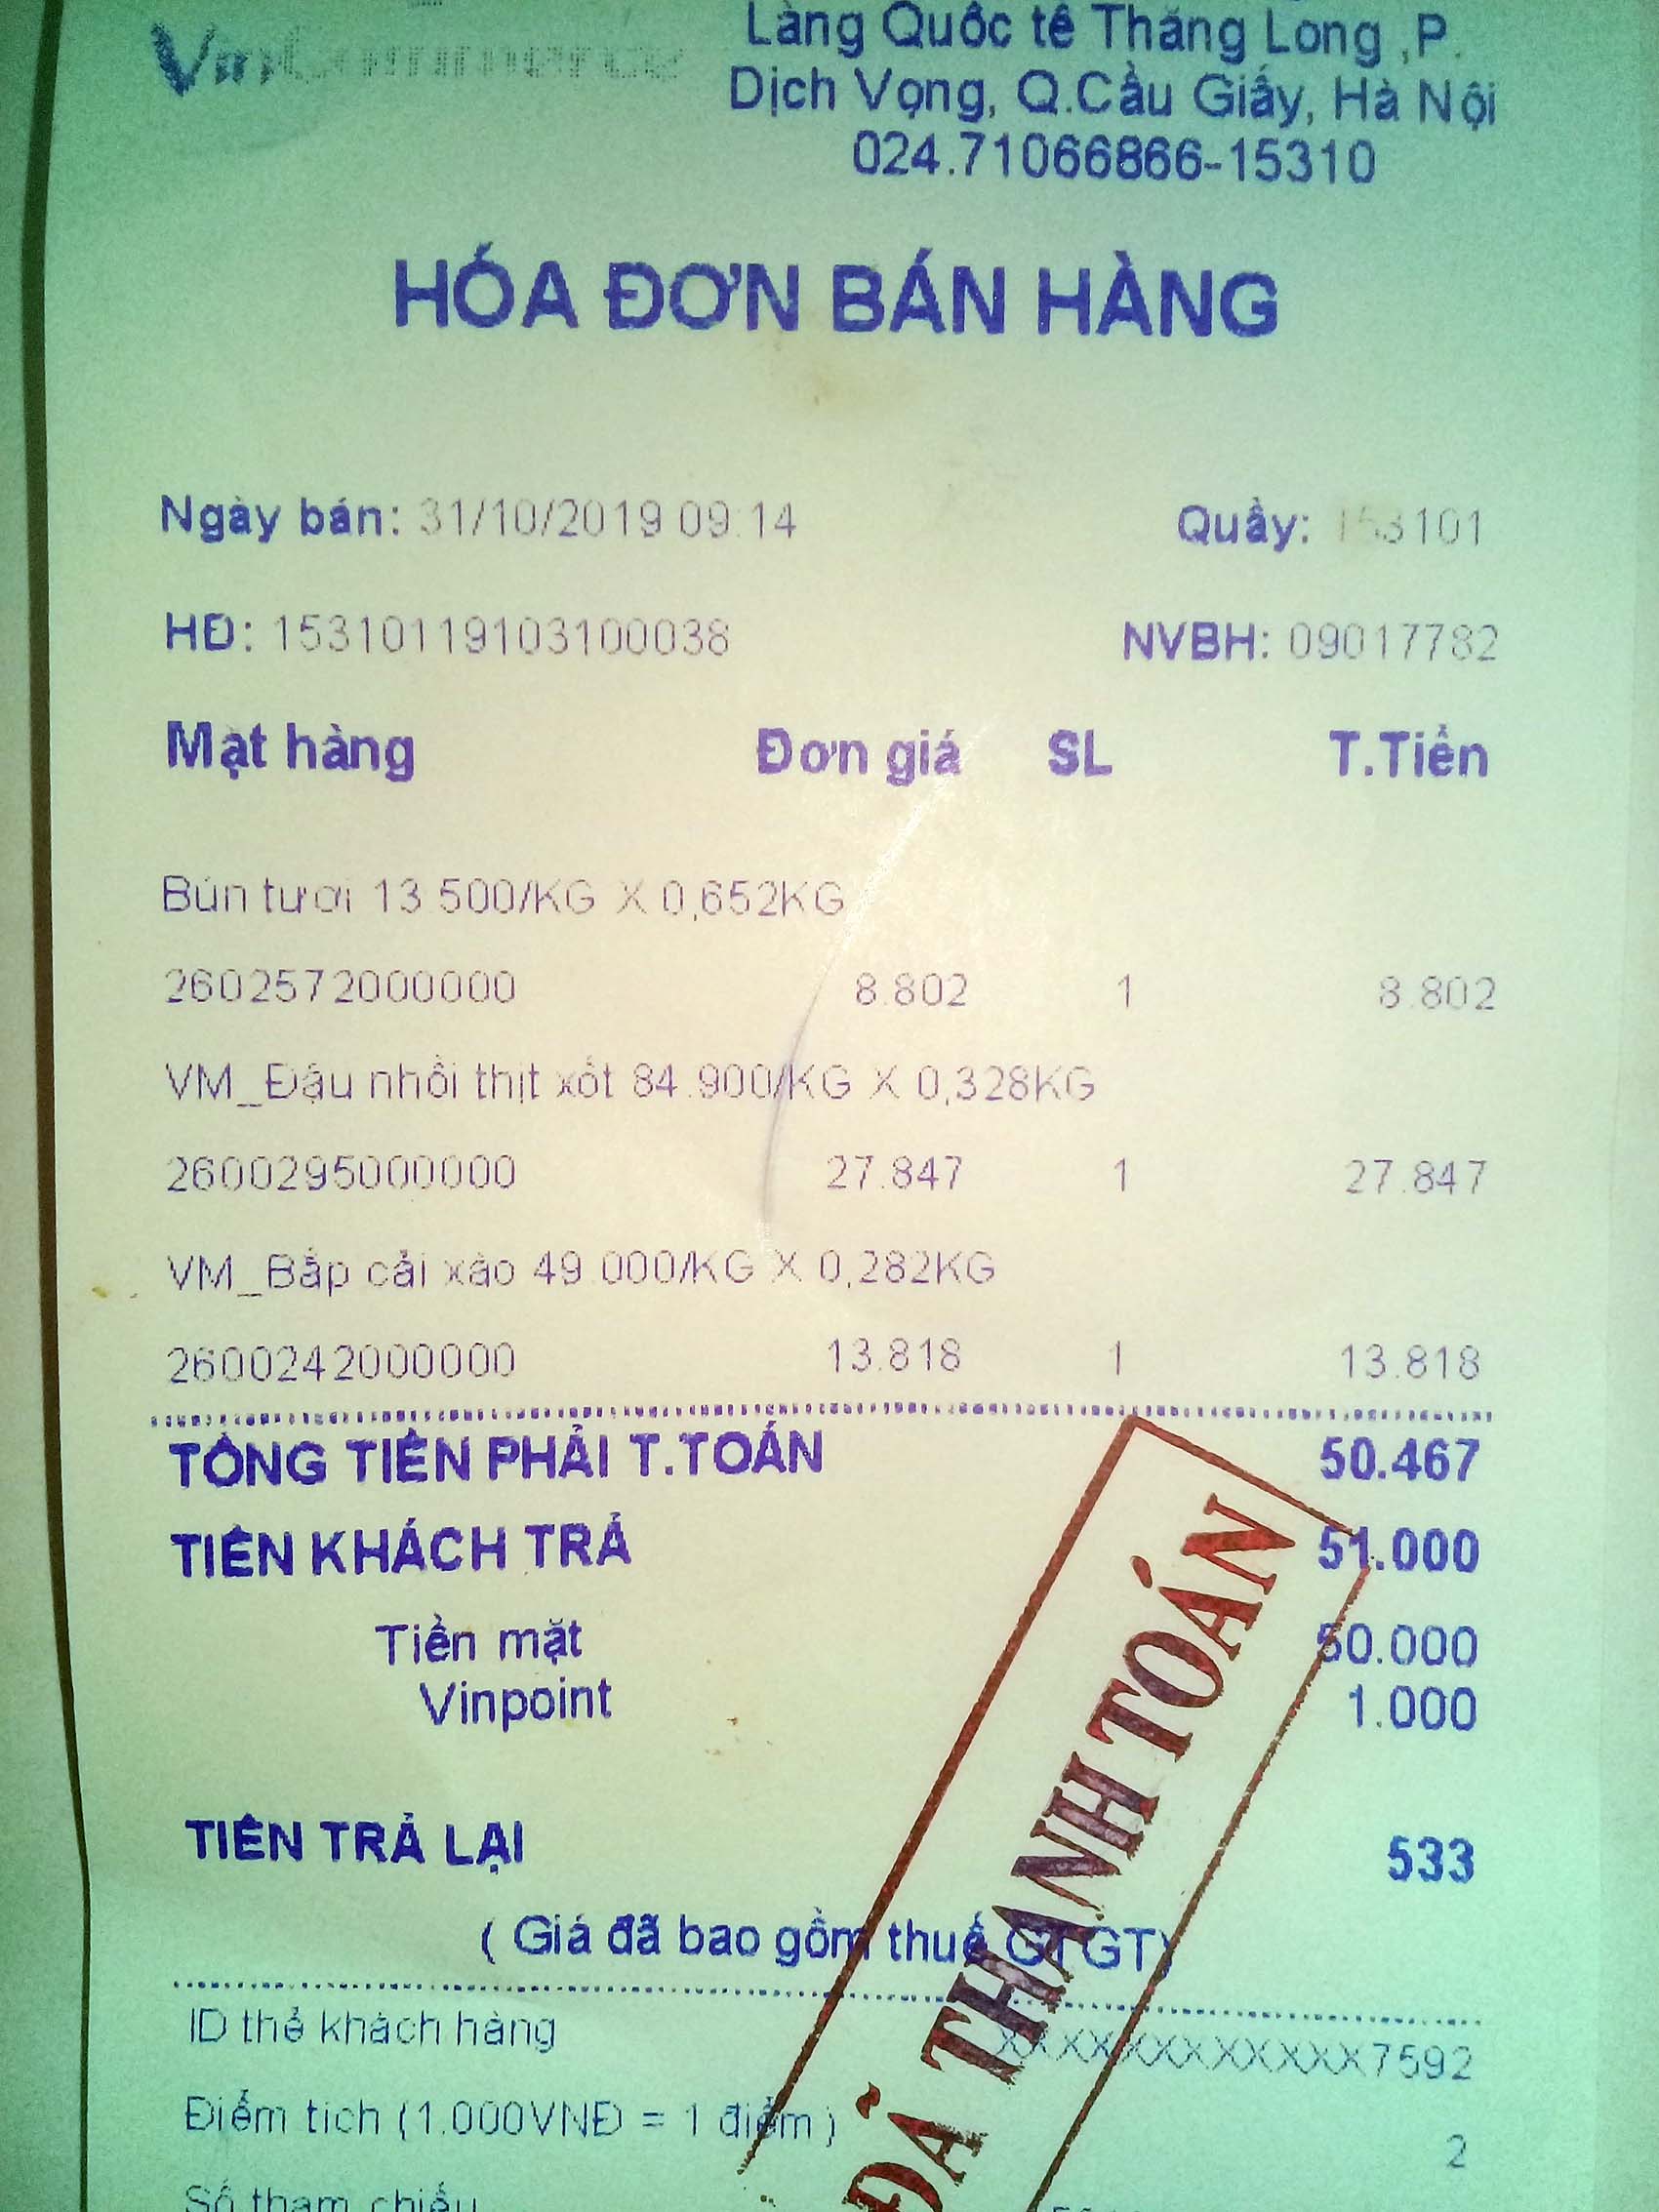 VinCommerce
Làng Quốc tế Thăng Long ,P.
Dịch Vọng, Q.Cầu Giấy, Hà Nội
024.71066866-15310
HÓA ĐƠN BÁN HÀNG
Ngày bán: 31/10/2019 09:14 Quầy: 153101
HĐ: 15310119103100038 NVBH: 09017782
Mặt hàng Đơn giá SL T.Tiền
Bún tươi 13.500/KG X 0,652KG
2602572000000 8.802 1 8.802
VM_Đậu nhồi thịt xốt 84.900/KG X 0,328KG
2600295000000 27.847 1 27.847
VM_Bắp cải xào 49.000/KG X 0,282KG
2600242000000 13.818 1 13.818
TỔNG TIỀN PHẢI T.TOÁN 50.467
TIỀN KHÁCH TRẢ 51.000
Tiền mặt 50.000
Vinpoint 1.000
TIỀN TRẢ LẠI 533
( Giá đã bao gồm thuế GTGT)
ID thẻ khách hàng XXXXXXXXXXXX7592
Điểm tích (1.000VNĐ = 1 điểm ) 2
Số tham chiếu
ĐÃ THANH TOÁN